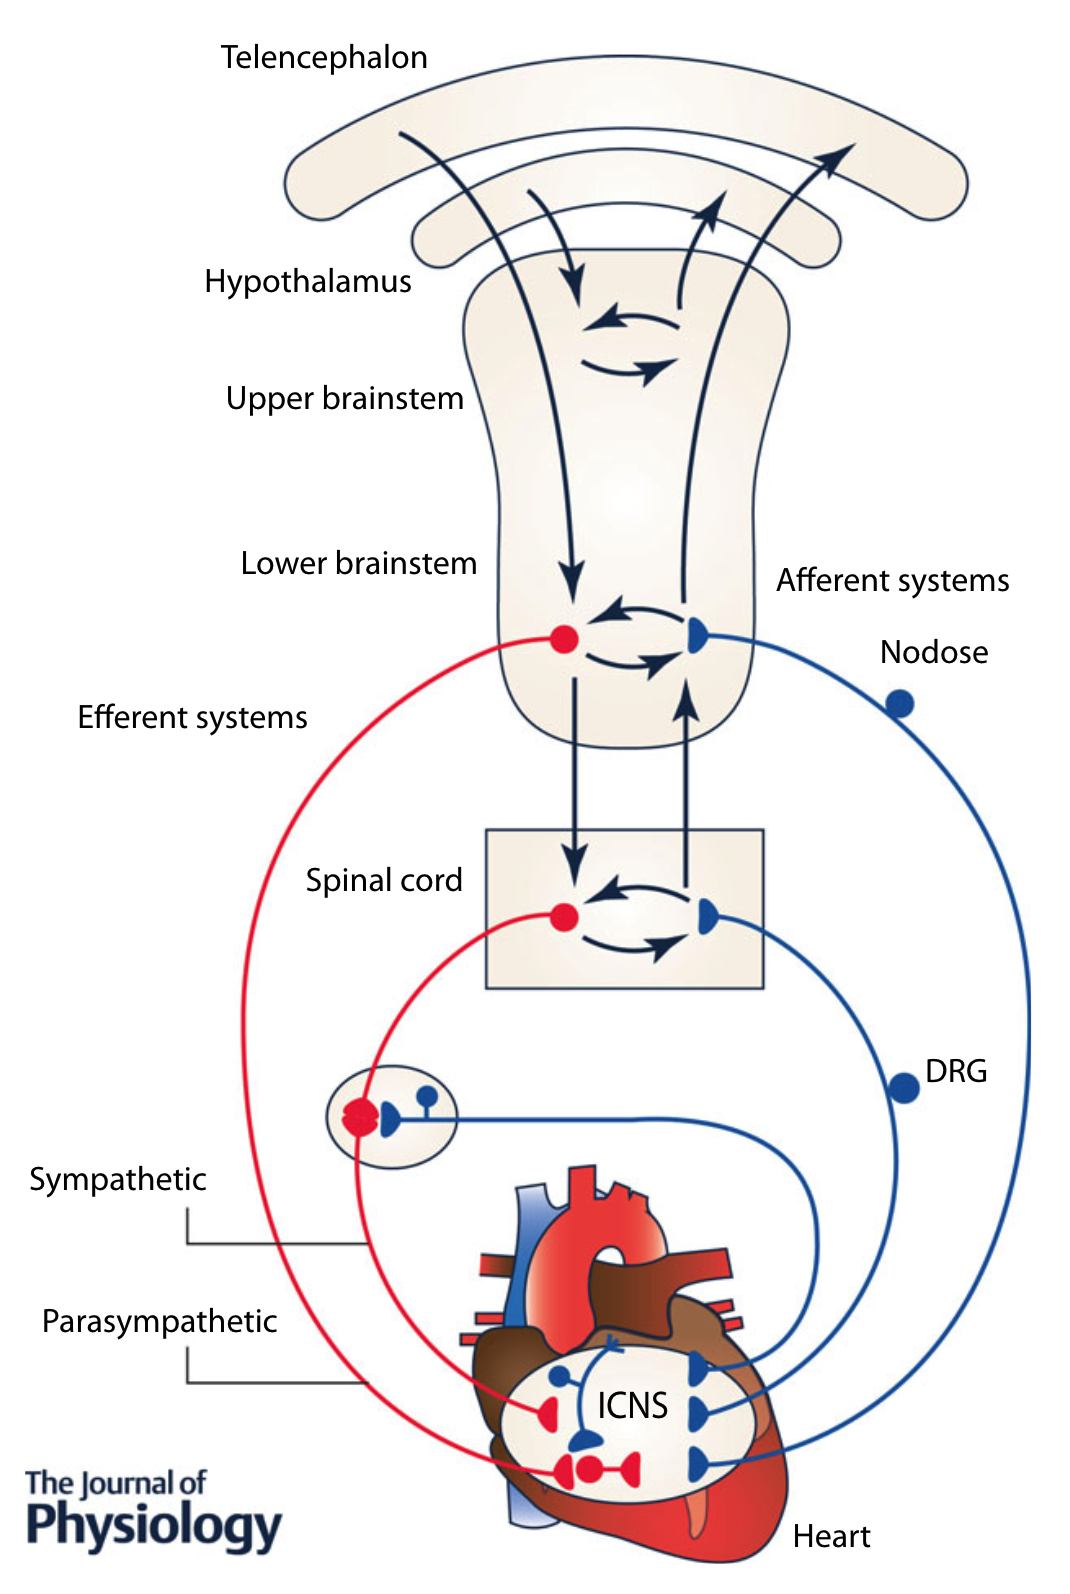 Telencephalon
Hypothalamus
Upper brainstem
Lower brainstem
Afferent systems
Nodose
Efferent systems
Spinal cord
DRG
Sympathetic
Parasympathetic
ICNS
The Journal of
Physiology
Heart